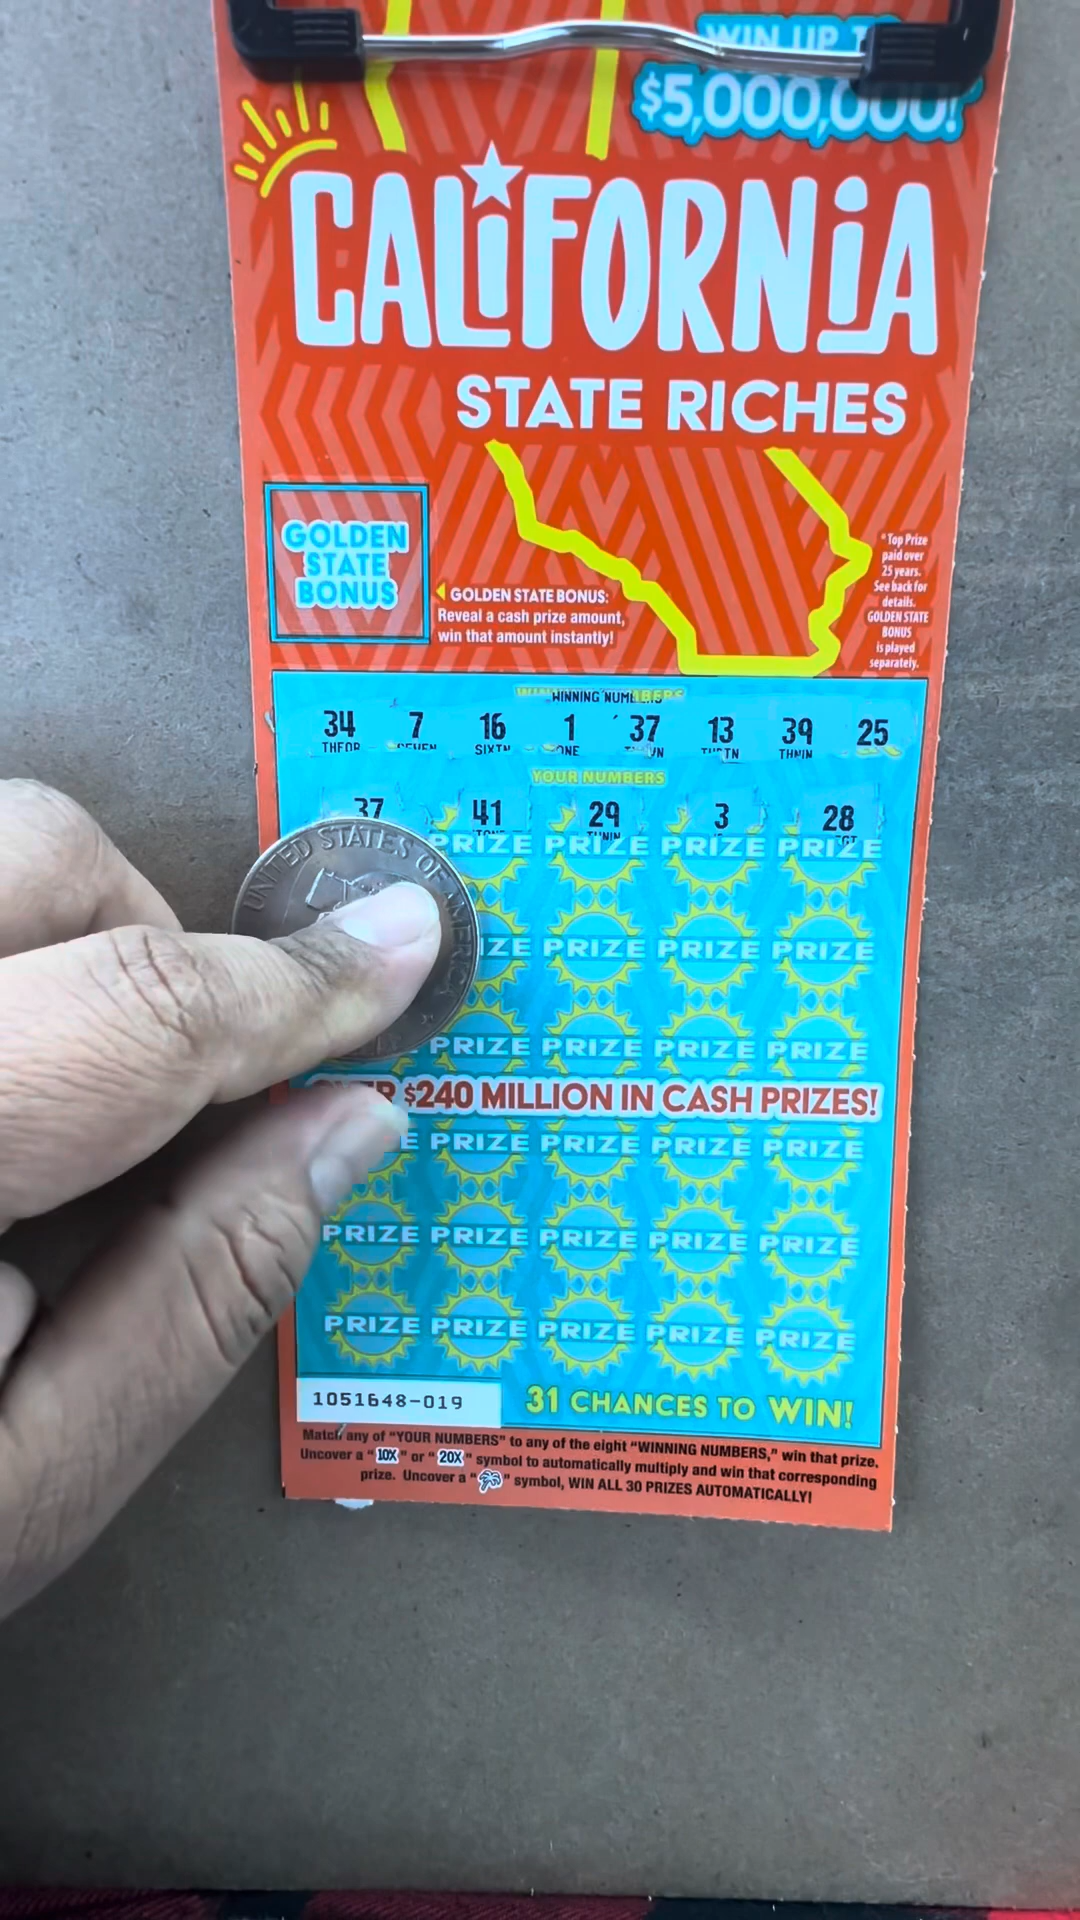 WIN UP
$5,000,000!*
CALiFORNiA
STATE RICHES
GOLDEN
STATE
BONUS
GOLDEN STATE BONUS:
Reveal a cash prize amount,
win that amount instantly!
*Top Prize
paid over
25 years.
See back for
details.
GOLDEN STATE
BONUS
is played
separately.
WINNING NUMBERS
34 7 16 1 37 13 39 25
THFOR SEVEN SIXTN ONE THNIN
YOUR NUMBERS
37 41 29 3 28
PRIZE PRIZE PRIZE PRIZE
PRIZE PRIZE PRIZE
PRIZE PRIZE PRIZE PRIZE
$240 MILLION IN CASH PRIZES!
PRIZE PRIZE PRIZE PRIZE
PRIZE PRIZE PRIZE PRIZE PRIZE
PRIZE PRIZE PRIZE PRIZE PRIZE
1051648-019
31 CHANCES TO WIN!
Match any of "YOUR NUMBERS" to any of the eight "WINNING NUMBERS," win that prize.
Uncover a "10X" or "20X" symbol to automatically multiply and win that corresponding
prize. Uncover a " " symbol, WIN ALL 30 PRIZES AUTOMATICALLY!
UNITED STATES OF AMERICA